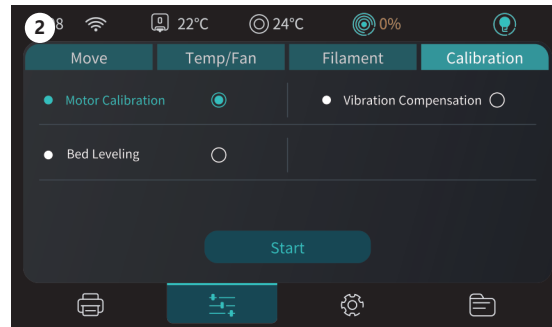 2 8 22°C 24°C 0%
Move Temp/Fan Filament Calibration
Motor Calibration Vibration Compensation
Bed Leveling
Start